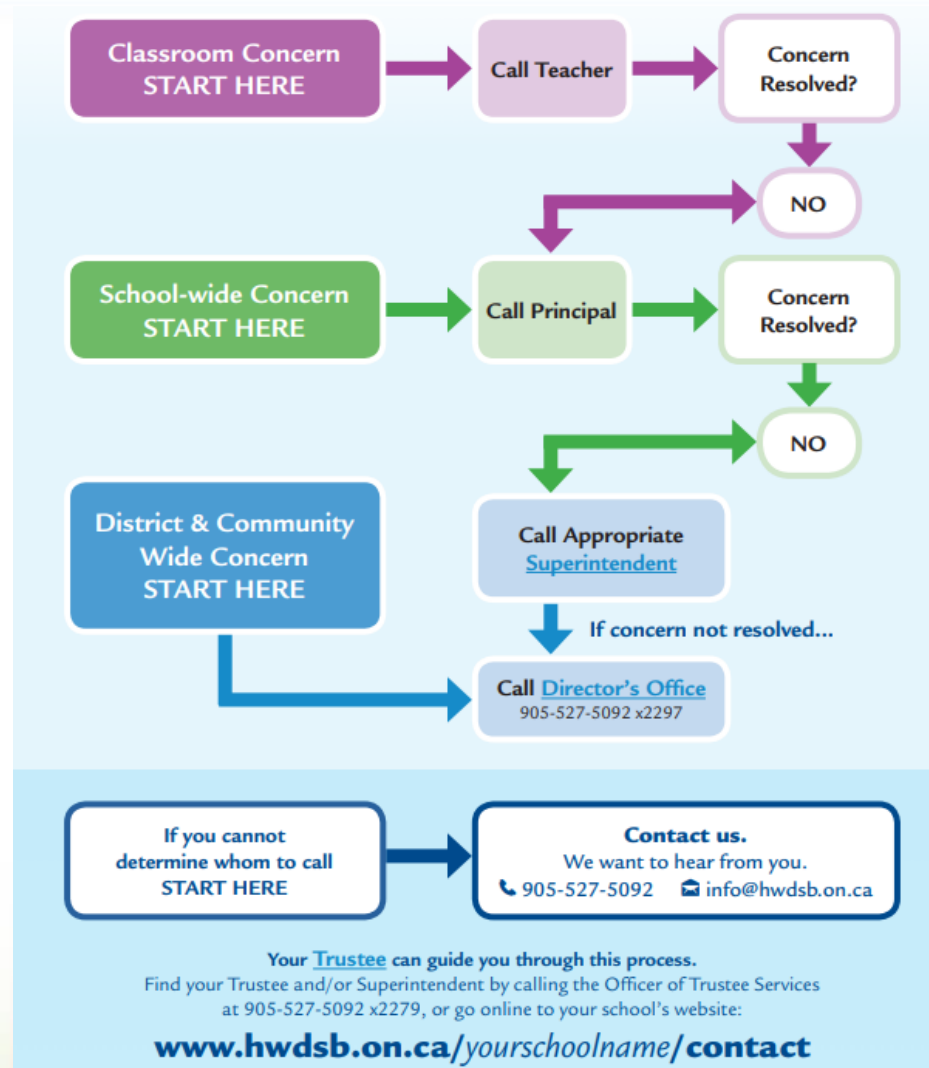 Classroom Concern
START HERE
Call Teacher
Concern
Resolved?
NO
School-wide Concern
START HERE
Call Principal
Concern
Resolved?
NO
District & Community
Wide Concern
START HERE
Call Appropriate
Superintendent
If concern not resolved...
Call Director's Office
905-527-5092 x2297
If you cannot
determine whom to call
START HERE
Contact us.
We want to hear from you.
905-527-5092 info@hwdsb.on.ca
Your Trustee can guide you through this process.
Find your Trustee and/or Superintendent by calling the Officer of Trustee Services
at 905-527-5092 x2279, or go online to your school's website:
www.hwdsb.on.ca/yourschoolname/contact